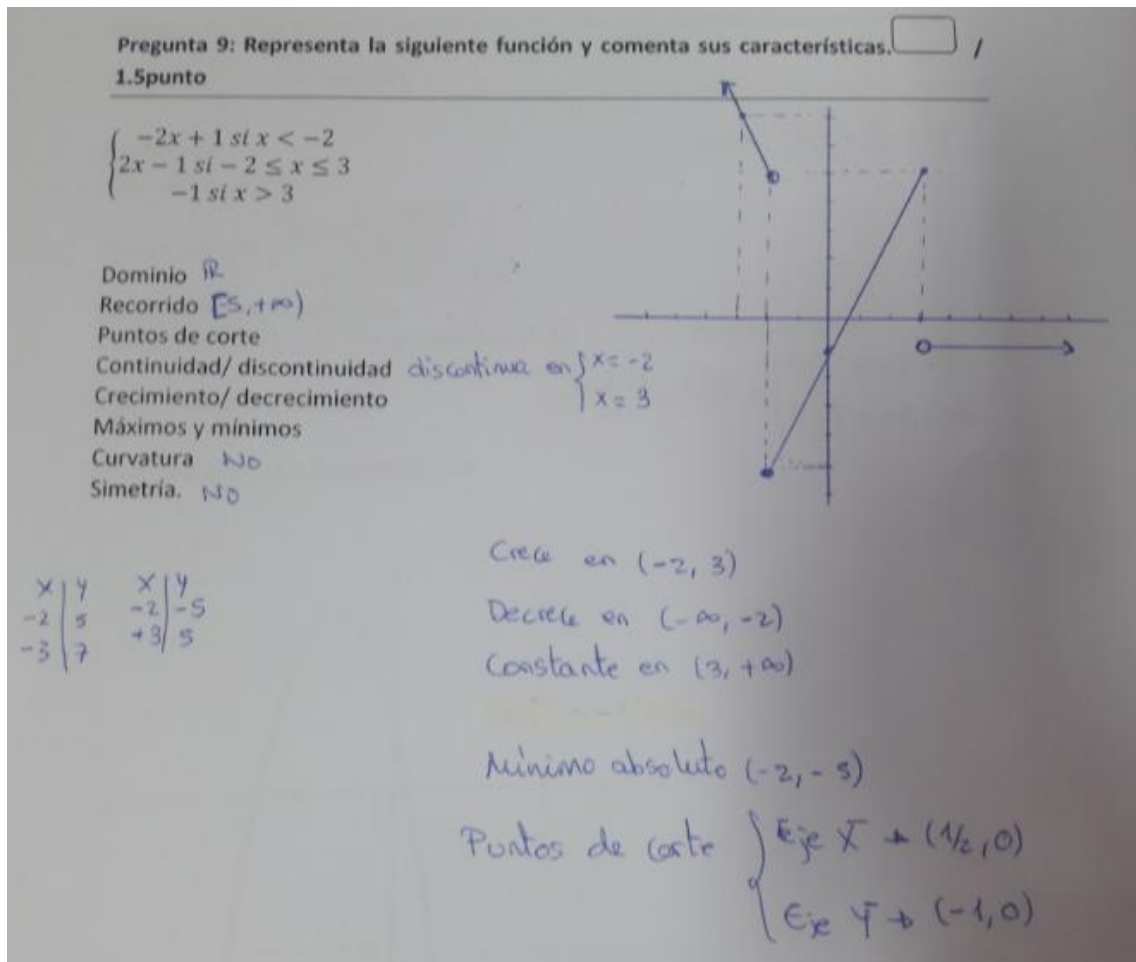 Pregunta 9: Representa la siguiente función y comenta sus características. /
1.5punto
-2x + 1 si x < -2
2x - 1 si - 2 ≤ x ≤ 3
-1 si x > 3
Dominio ℝ
Recorrido [5, +∞)
Puntos de corte
Continuidad/ discontinuidad discontinua en { x = -2
Crecimiento/ decrecimiento x = 3
Máximos y mínimos
Curvatura NO
Simetría. NO
x | y x | y
-2 | 5 -2 | -5
-3 | 7 +3 | 5
Crece en (-2, 3)
Decrece en (-∞, -2)
Constante en (3, +∞)
Mínimo absoluto (-2, -5)
Puntos de corte { Eje X → (1/2, 0)
Eje Y → (-1, 0)